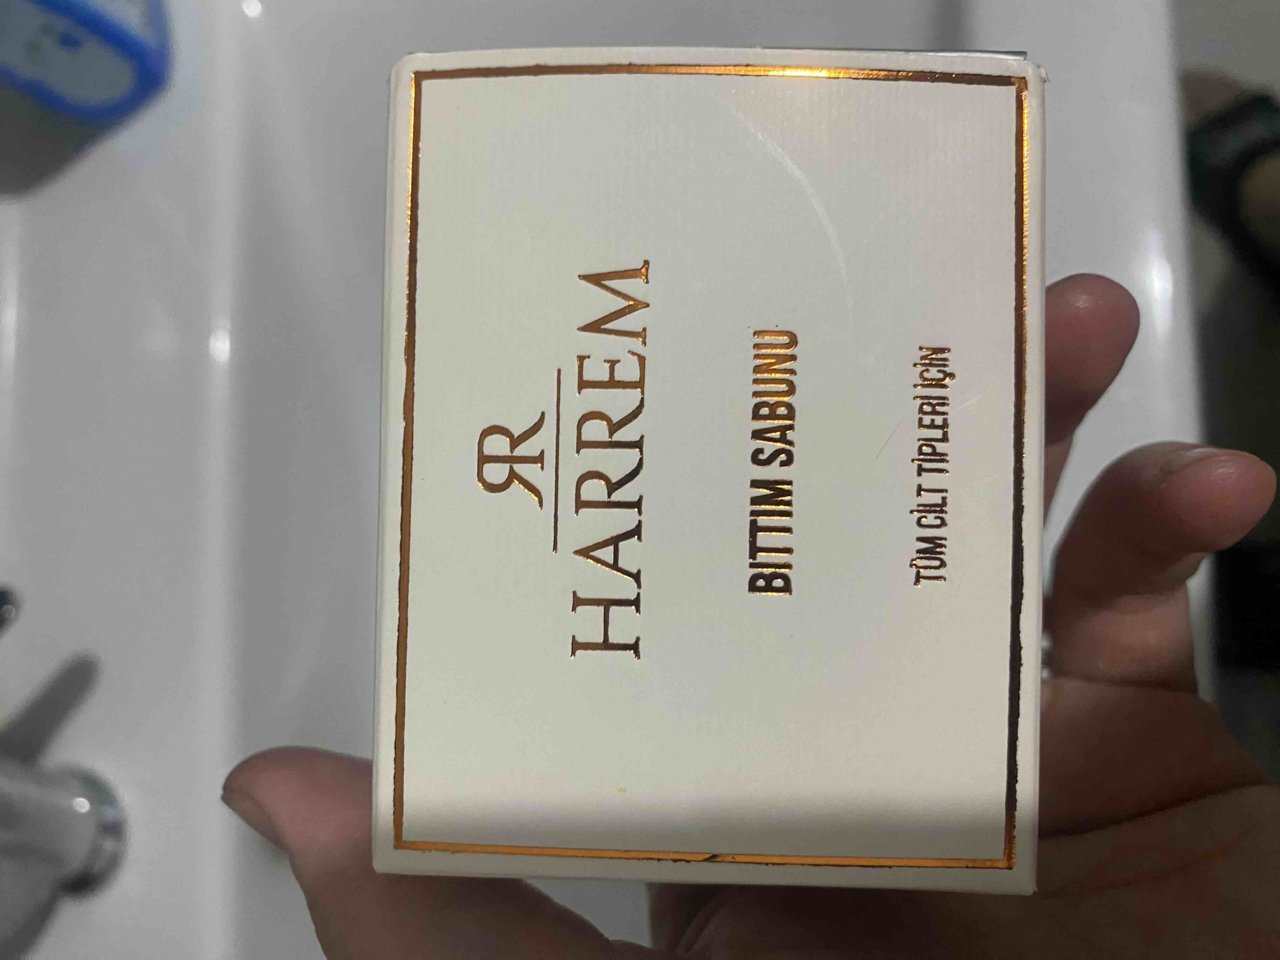 RR
HARREM
BITTIM SABUNU
TÜM CİLT TİPLERİ İÇİN